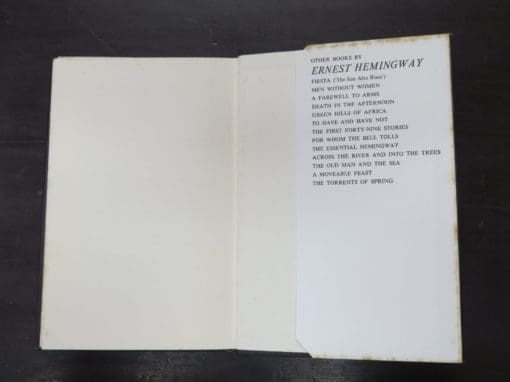 OTHER BOOKS BY
ERNEST HEMINGWAY
FIESTA ('The Sun Also Rises')
MEN WITHOUT WOMEN
A FAREWELL TO ARMS
DEATH IN THE AFTERNOON
GREEN HILLS OF AFRICA
TO HAVE AND HAVE NOT
THE FIRST FORTY-NINE STORIES
FOR WHOM THE BELL TOLLS
THE ESSENTIAL HEMINGWAY
ACROSS THE RIVER AND INTO THE TREES
THE OLD MAN AND THE SEA
A MOVEABLE FEAST
THE TORRENTS OF SPRING